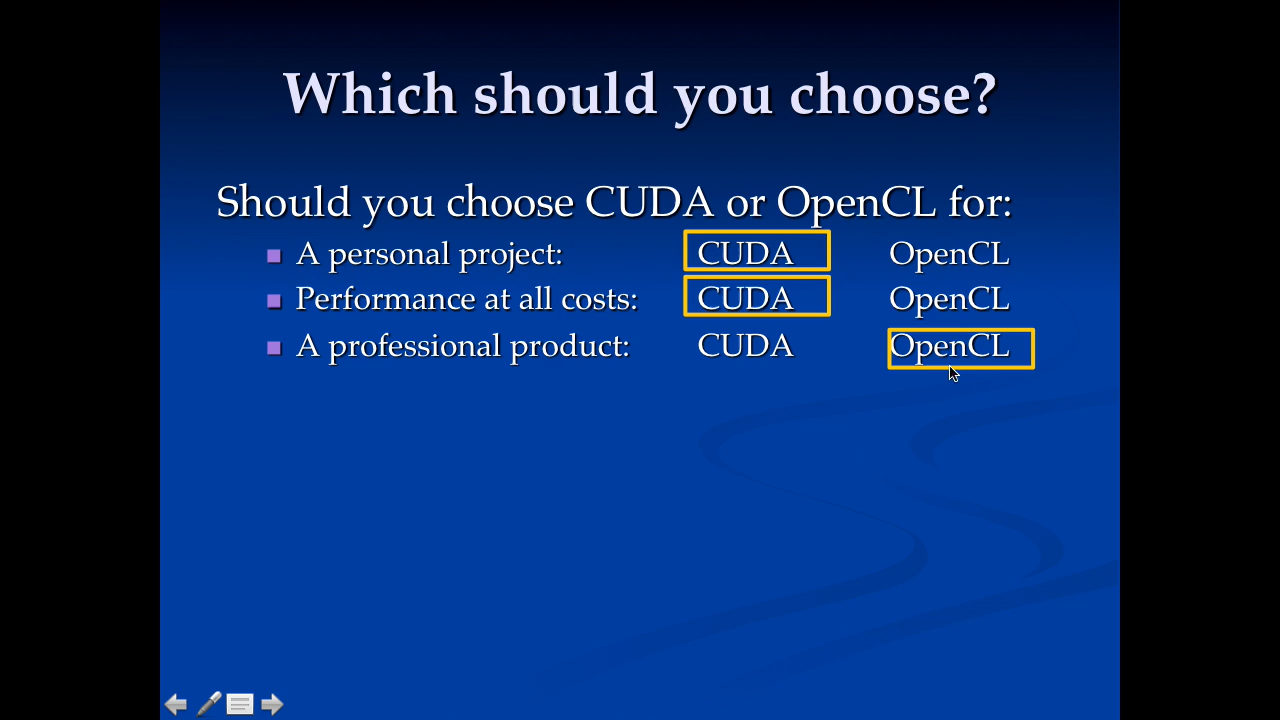 Which should you choose?
Should you choose CUDA or OpenCL for:
A personal project: CUDA OpenCL
Performance at all costs: CUDA OpenCL
A professional product: CUDA OpenCL